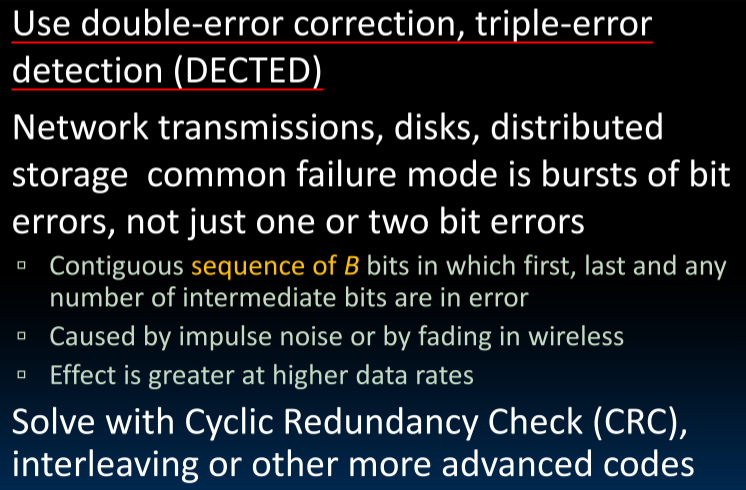 Use double-error correction, triple-error
detection (DECTED)
Network transmissions, disks, distributed
storage  common failure mode is bursts of bit
errors, not just one or two bit errors
▫ Contiguous sequence of B bits in which first, last and any
number of intermediate bits are in error
▫ Caused by impulse noise or by fading in wireless
▫ Effect is greater at higher data rates
Solve with Cyclic Redundancy Check (CRC),
interleaving or other more advanced codes